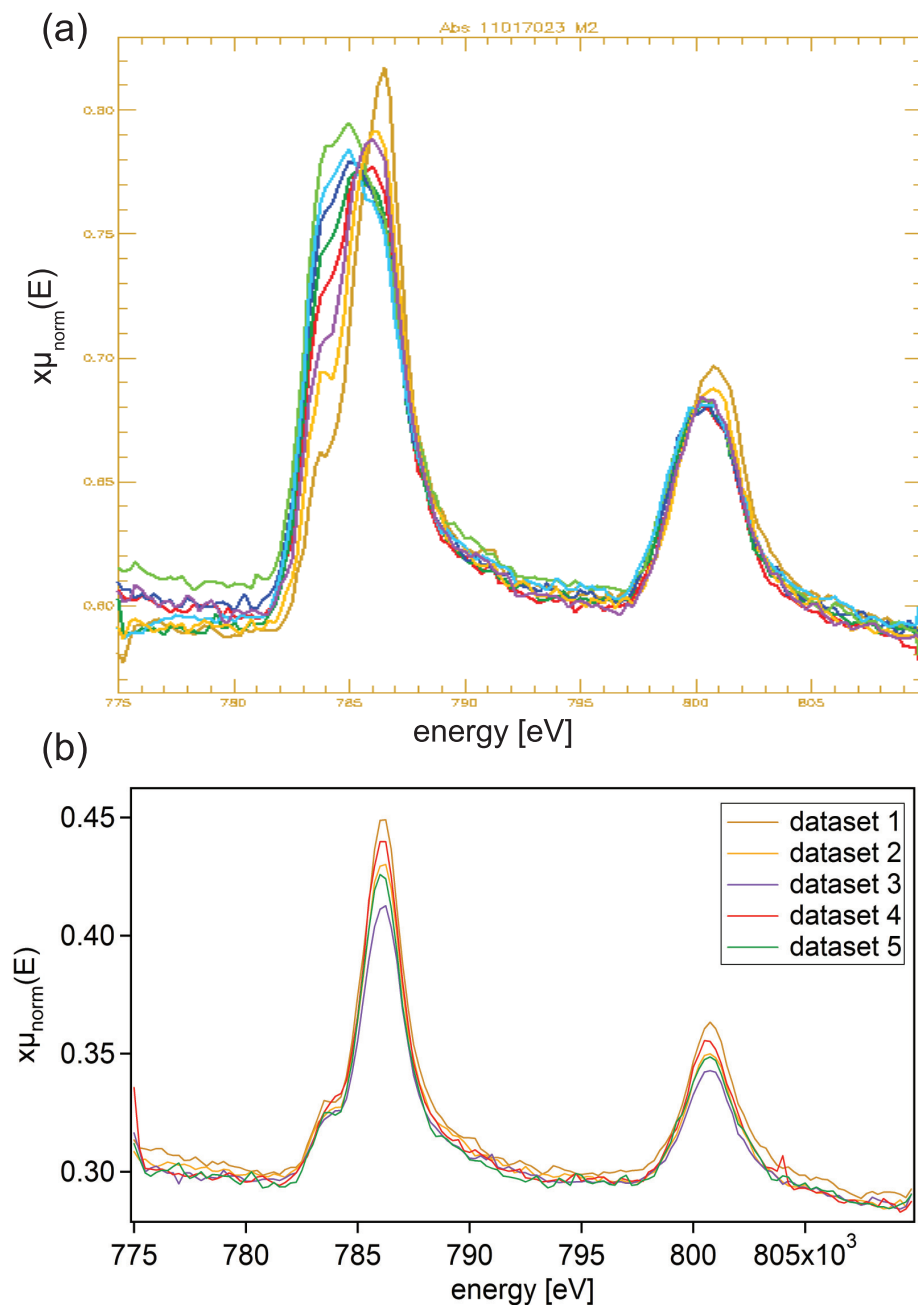 (a)
Abs 11017023 M2
0.80
0.75
0.70
0.65
0.60
xμnorm(E)
775 780 785 790 795 800 805
energy [eV]
(b)
0.45
0.40
0.35
0.30
xμnorm(E)
dataset 1
dataset 2
dataset 3
dataset 4
dataset 5
775 780 785 790 795 800 805x10³
energy [eV]